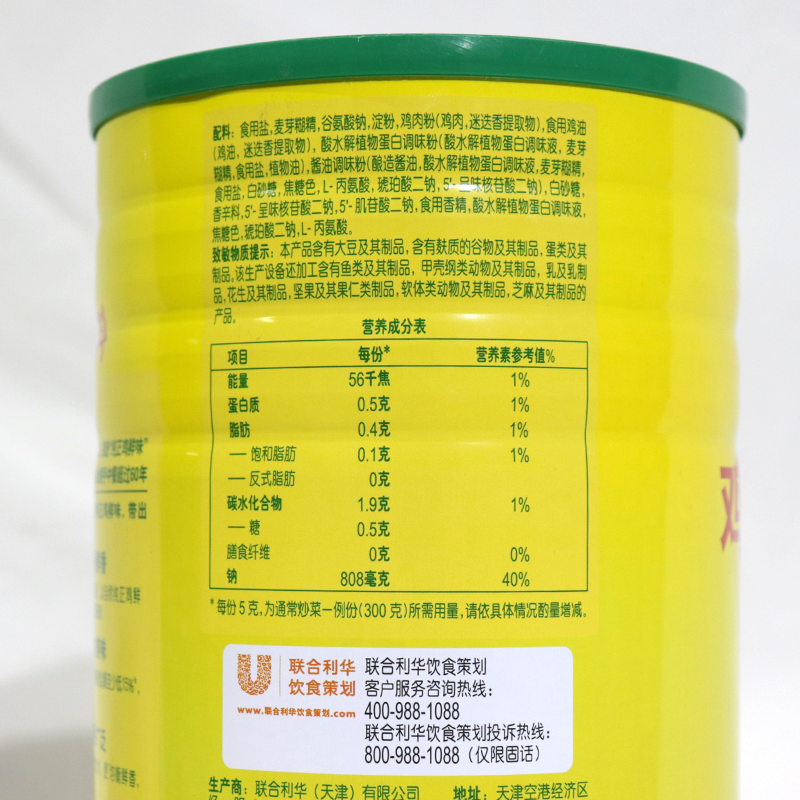 配料：食用盐,麦芽糊精,谷氨酸钠,淀粉,鸡肉粉(鸡肉,迷迭香提取物),食用鸡油
(鸡油，迷迭香提取物)，酸水解植物蛋白调味粉(酸水解植物蛋白调味液，麦芽
糊精,食用盐,植物油),酱油调味粉(酿造酱油,酸水解植物蛋白调味液,麦芽糊精,
食用盐,白砂糖,焦糖色,L-丙氨酸,琥珀酸二钠,5'-呈味核苷酸二钠),白砂糖,
香辛料,5'-呈味核苷酸二钠,5'-肌苷酸二钠,食用香精,酸水解植物蛋白调味液,
焦糖色,琥珀酸二钠,L-丙氨酸。
致敏物质提示：本产品含有大豆及其制品,含有麸质的谷物及其制品,蛋类及其
制品,该生产设备还加工含有鱼类及其制品，甲壳纲类动物及其制品，乳及乳制
品,花生及其制品,坚果及其果仁类制品,软体类动物及其制品,芝麻及其制品的
产品。
营养成分表
项目 每份* 营养素参考值%
能量 56千焦 1%
蛋白质 0.5克 1%
脂肪 0.4克 1%
— 饱和脂肪 0.1克 1%
— 反式脂肪 0克
碳水化合物 1.9克 1%
— 糖 0.5克
膳食纤维 0克 0%
钠 808毫克 40%
*每份5克,为通常炒菜一例份(300克)所需用量,请依具体情况酌量增减。
联合利华
饮食策划
www.联合利华饮食策划.com
联合利华饮食策划
客户服务咨询热线：
400-988-1088
联合利华饮食策划投诉热线：
800-988-1088（仅限固话）
生产商：联合利华（天津）有限公司 地址：天津空港经济区